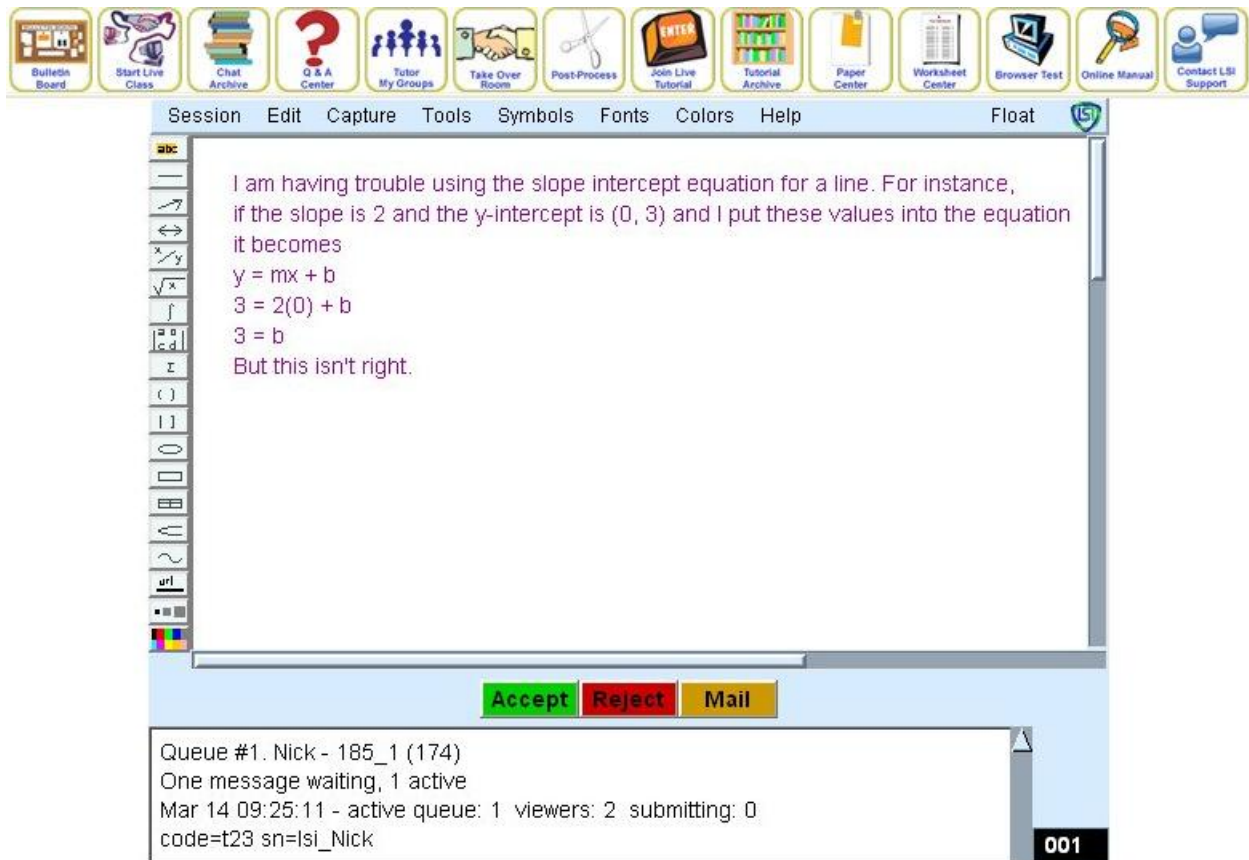 Bulletin
Board
Start Live
Class
Chat
Archive
Q & A
Center
Tutor
My Groups
Take Over
Room
Post-Process
ENTER
Join Live
Tutorial
Tutorial
Archive
Paper
Center
Worksheet
Center
Browser Test
Online Manual
Contact LSI
Support
Session Edit Capture Tools Symbols Fonts Colors Help Float LSI
abc
I am having trouble using the slope intercept equation for a line. For instance,
if the slope is 2 and the y-intercept is (0, 3) and I put these values into the equation
it becomes
y = mx + b
3 = 2(0) + b
3 = b
But this isn't right.
x/y
√x
∫
a b
c d
Σ
( )
[ ]
url
Accept Reject Mail
Queue #1. Nick - 185_1 (174)
One message waiting, 1 active
Mar 14 09:25:11 - active queue: 1 viewers: 2 submitting: 0
code=t23 sn=lsi_Nick
001